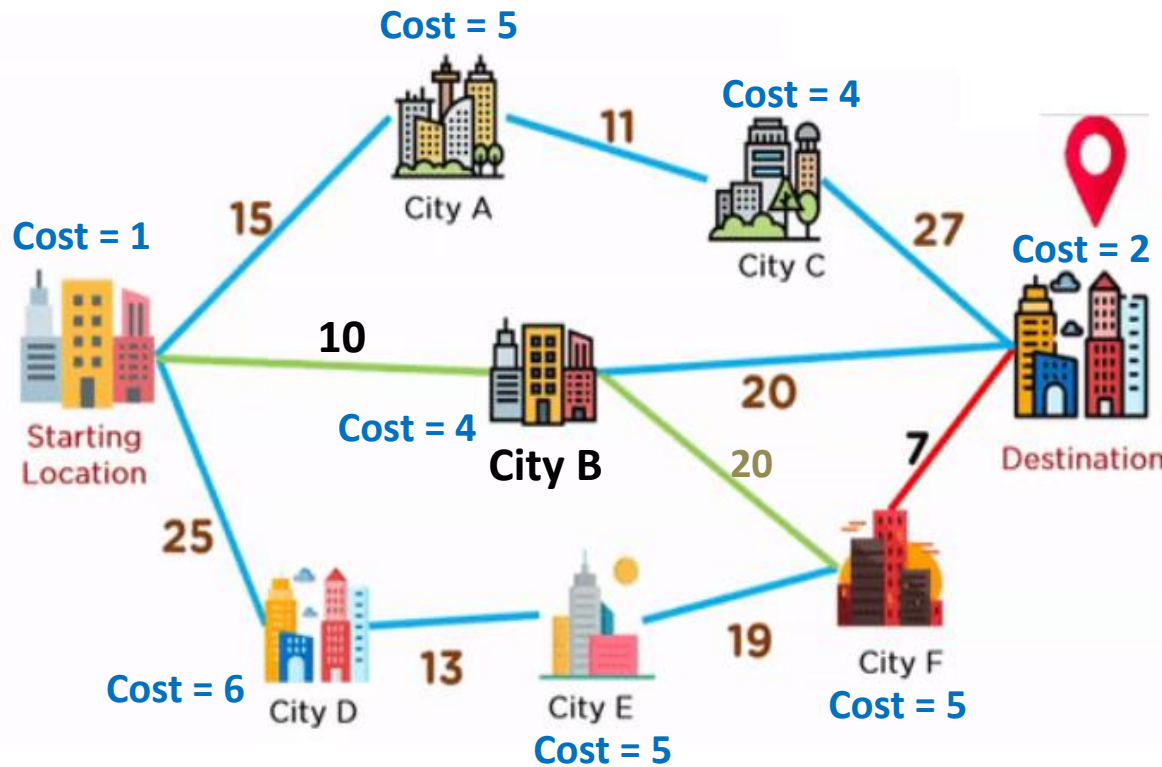 Cost = 5
Cost = 4
11
City A
15
Cost = 1
27
Cost = 2
City C
10
20
Cost = 4
Starting
Location
City B
20
7
Destination
25
13
19
City F
Cost = 6
City D
City E
Cost = 5
Cost = 5